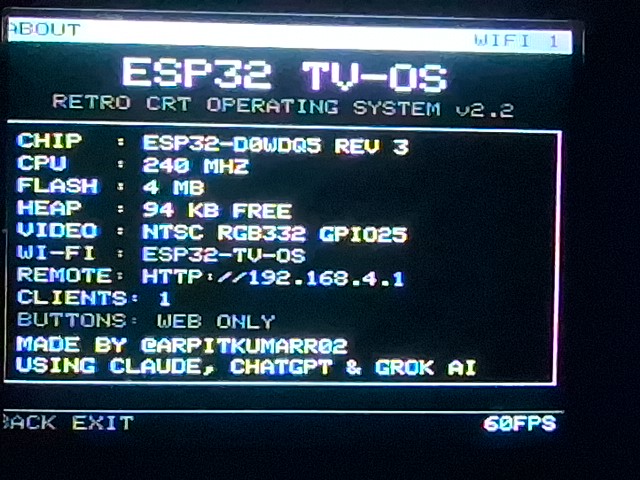 ABOUT
WIFI 1
ESP32 TV-OS
RETRO CRT OPERATING SYSTEM v2.2
CHIP : ESP32-D0WDQ5 REV 3
CPU : 240 MHZ
FLASH : 4 MB
HEAP : 94 KB FREE
VIDEO : NTSC RGB332 GPIO25
WI-FI : ESP32-TV-OS
REMOTE: HTTP://192.168.4.1
CLIENTS: 1
BUTTONS: WEB ONLY
MADE BY @ARPITKUMARR02
USING CLAUDE, CHATGPT & GROK AI
BACK EXIT
60FPS